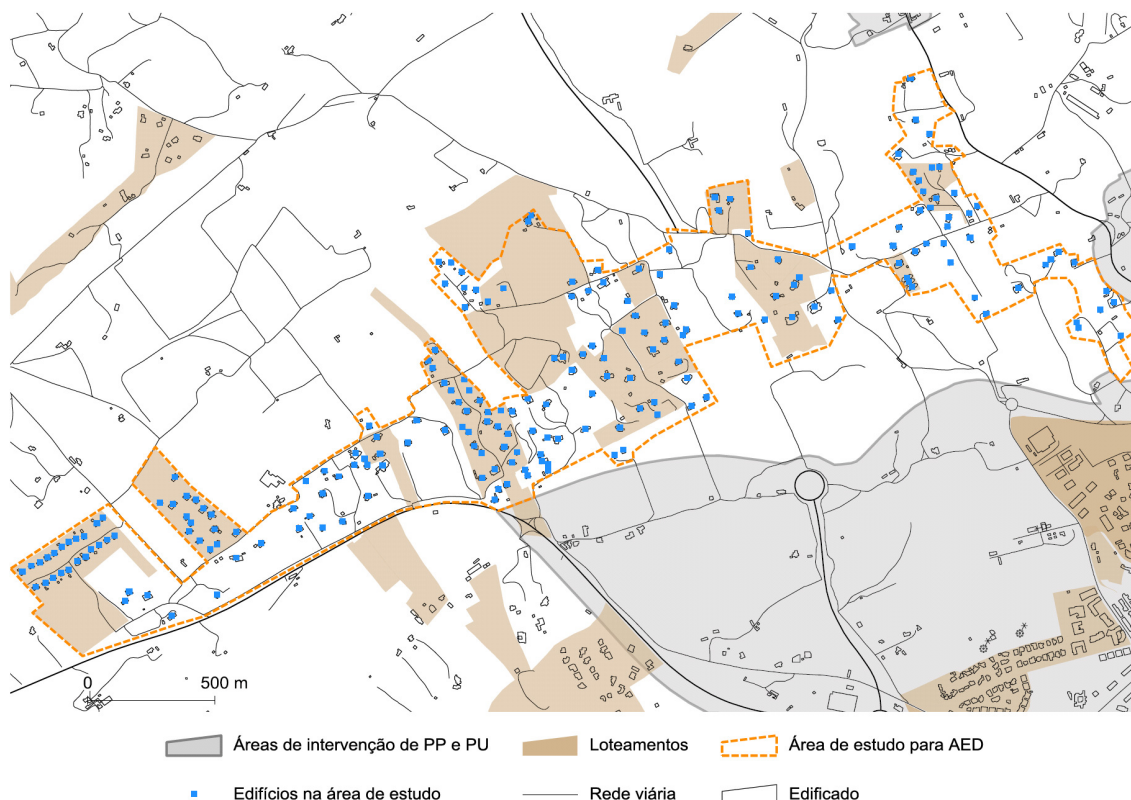 0 500 m
Áreas de intervenção de PP e PU Loteamentos Área de estudo para AED
Edifícios na área de estudo Rede viária Edificado